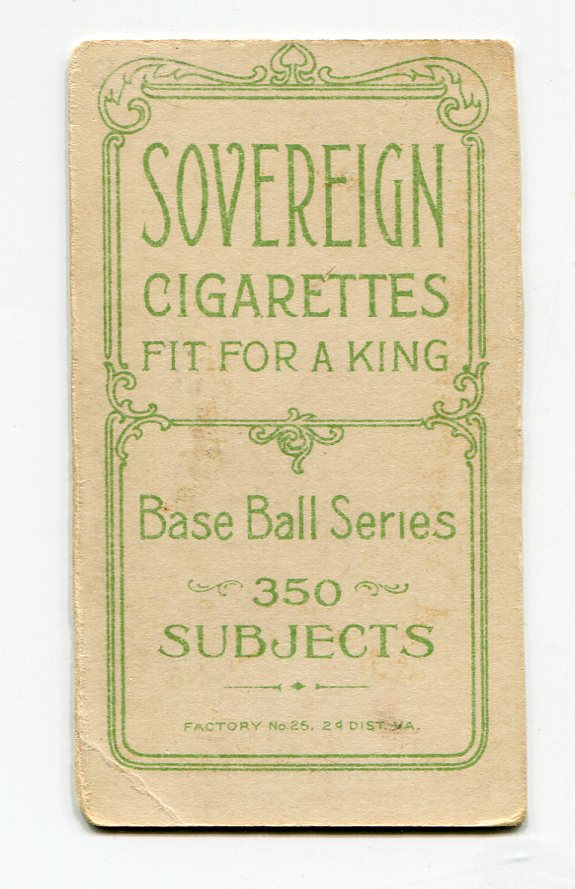 SOVEREIGN
CIGARETTES
FIT FOR A KING
Base Ball Series
350
SUBJECTS
FACTORY No. 25, 2d DIST. VA.